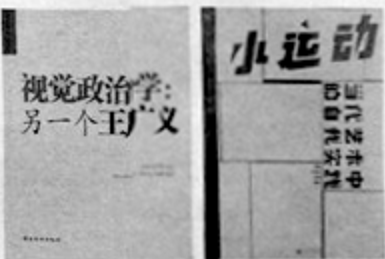 视觉政治学：
另一个王广义
小运动
当代艺术中
的自我实践